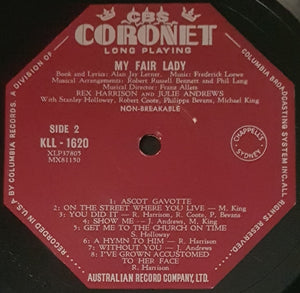 CBS
CORONET
LONG PLAYING
MY FAIR LADY
Book and Lyrics: Alan Jay Lerner. Music: Frederick Loewe
Musical Arrangements: Robert Russell Bennett and Phil Lang
Musical Director: Franz Allers
REX HARRISON and JULIE ANDREWS
With Stanley Holloway, Robert Coote, Philippa Bevans, Michael King
NON-BREAKABLE
SIDE 2
KLL - 1620
XLP37805
MX81150
CHAPPELL'S
SYDNEY
1: ASCOT GAVOTTE
2: ON THE STREET WHERE YOU LIVE — M. King
3: YOU DID IT — R. Harrison, R. Coote, P. Bevans
4: SHOW ME — J. Andrews, M. King
5: GET ME TO THE CHURCH ON TIME
S. Holloway
6: A HYMN TO HIM — R. Harrison
7: WITHOUT YOU — J. Andrews
8: I'VE GROWN ACCUSTOMED
TO HER FACE
R. Harrison
AUSTRALIAN RECORD COMPANY, LTD.
RECORDED IN U.S.A. BY COLUMBIA RECORDS, A DIVISION OF
COLUMBIA BROADCASTING SYSTEM INC. ALL